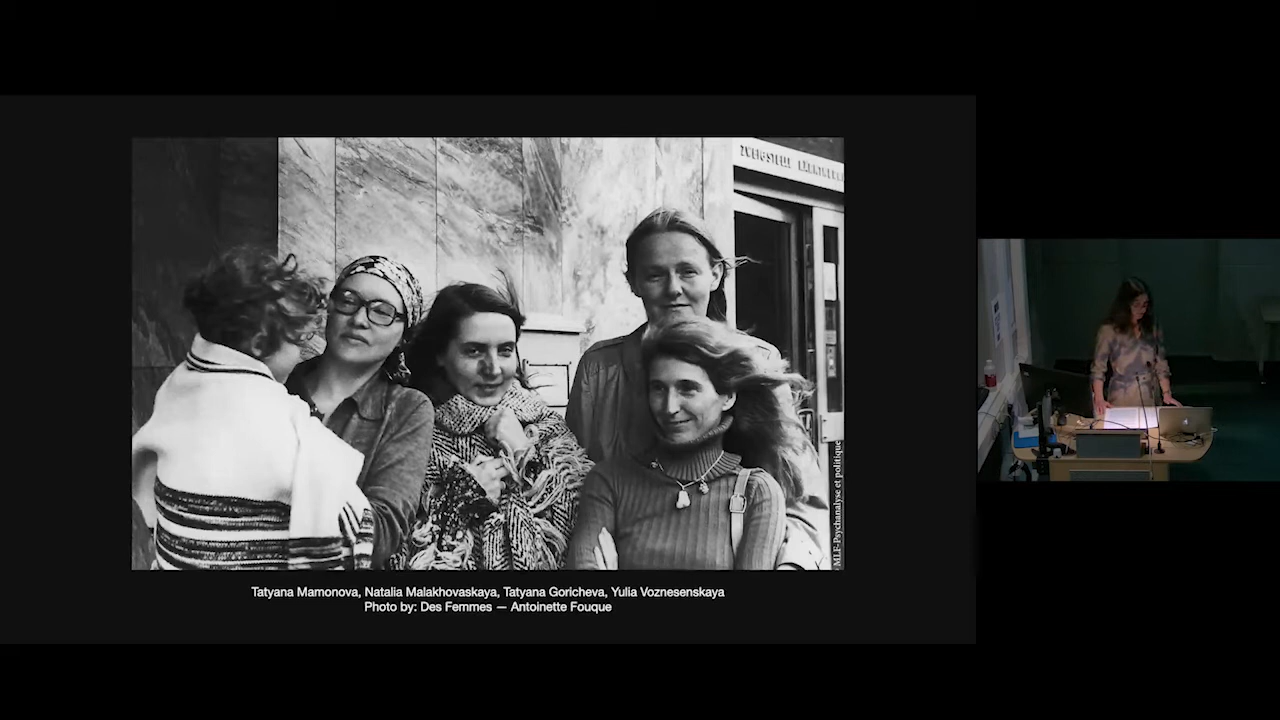 ZWEIGSTELLE KÄRNTNER
MLF-Psychanalyse et politique
Tatyana Mamonova, Natalia Malakhovaskaya, Tatyana Goricheva, Yulia Voznesenskaya
Photo by: Des Femmes — Antoinette Fouque